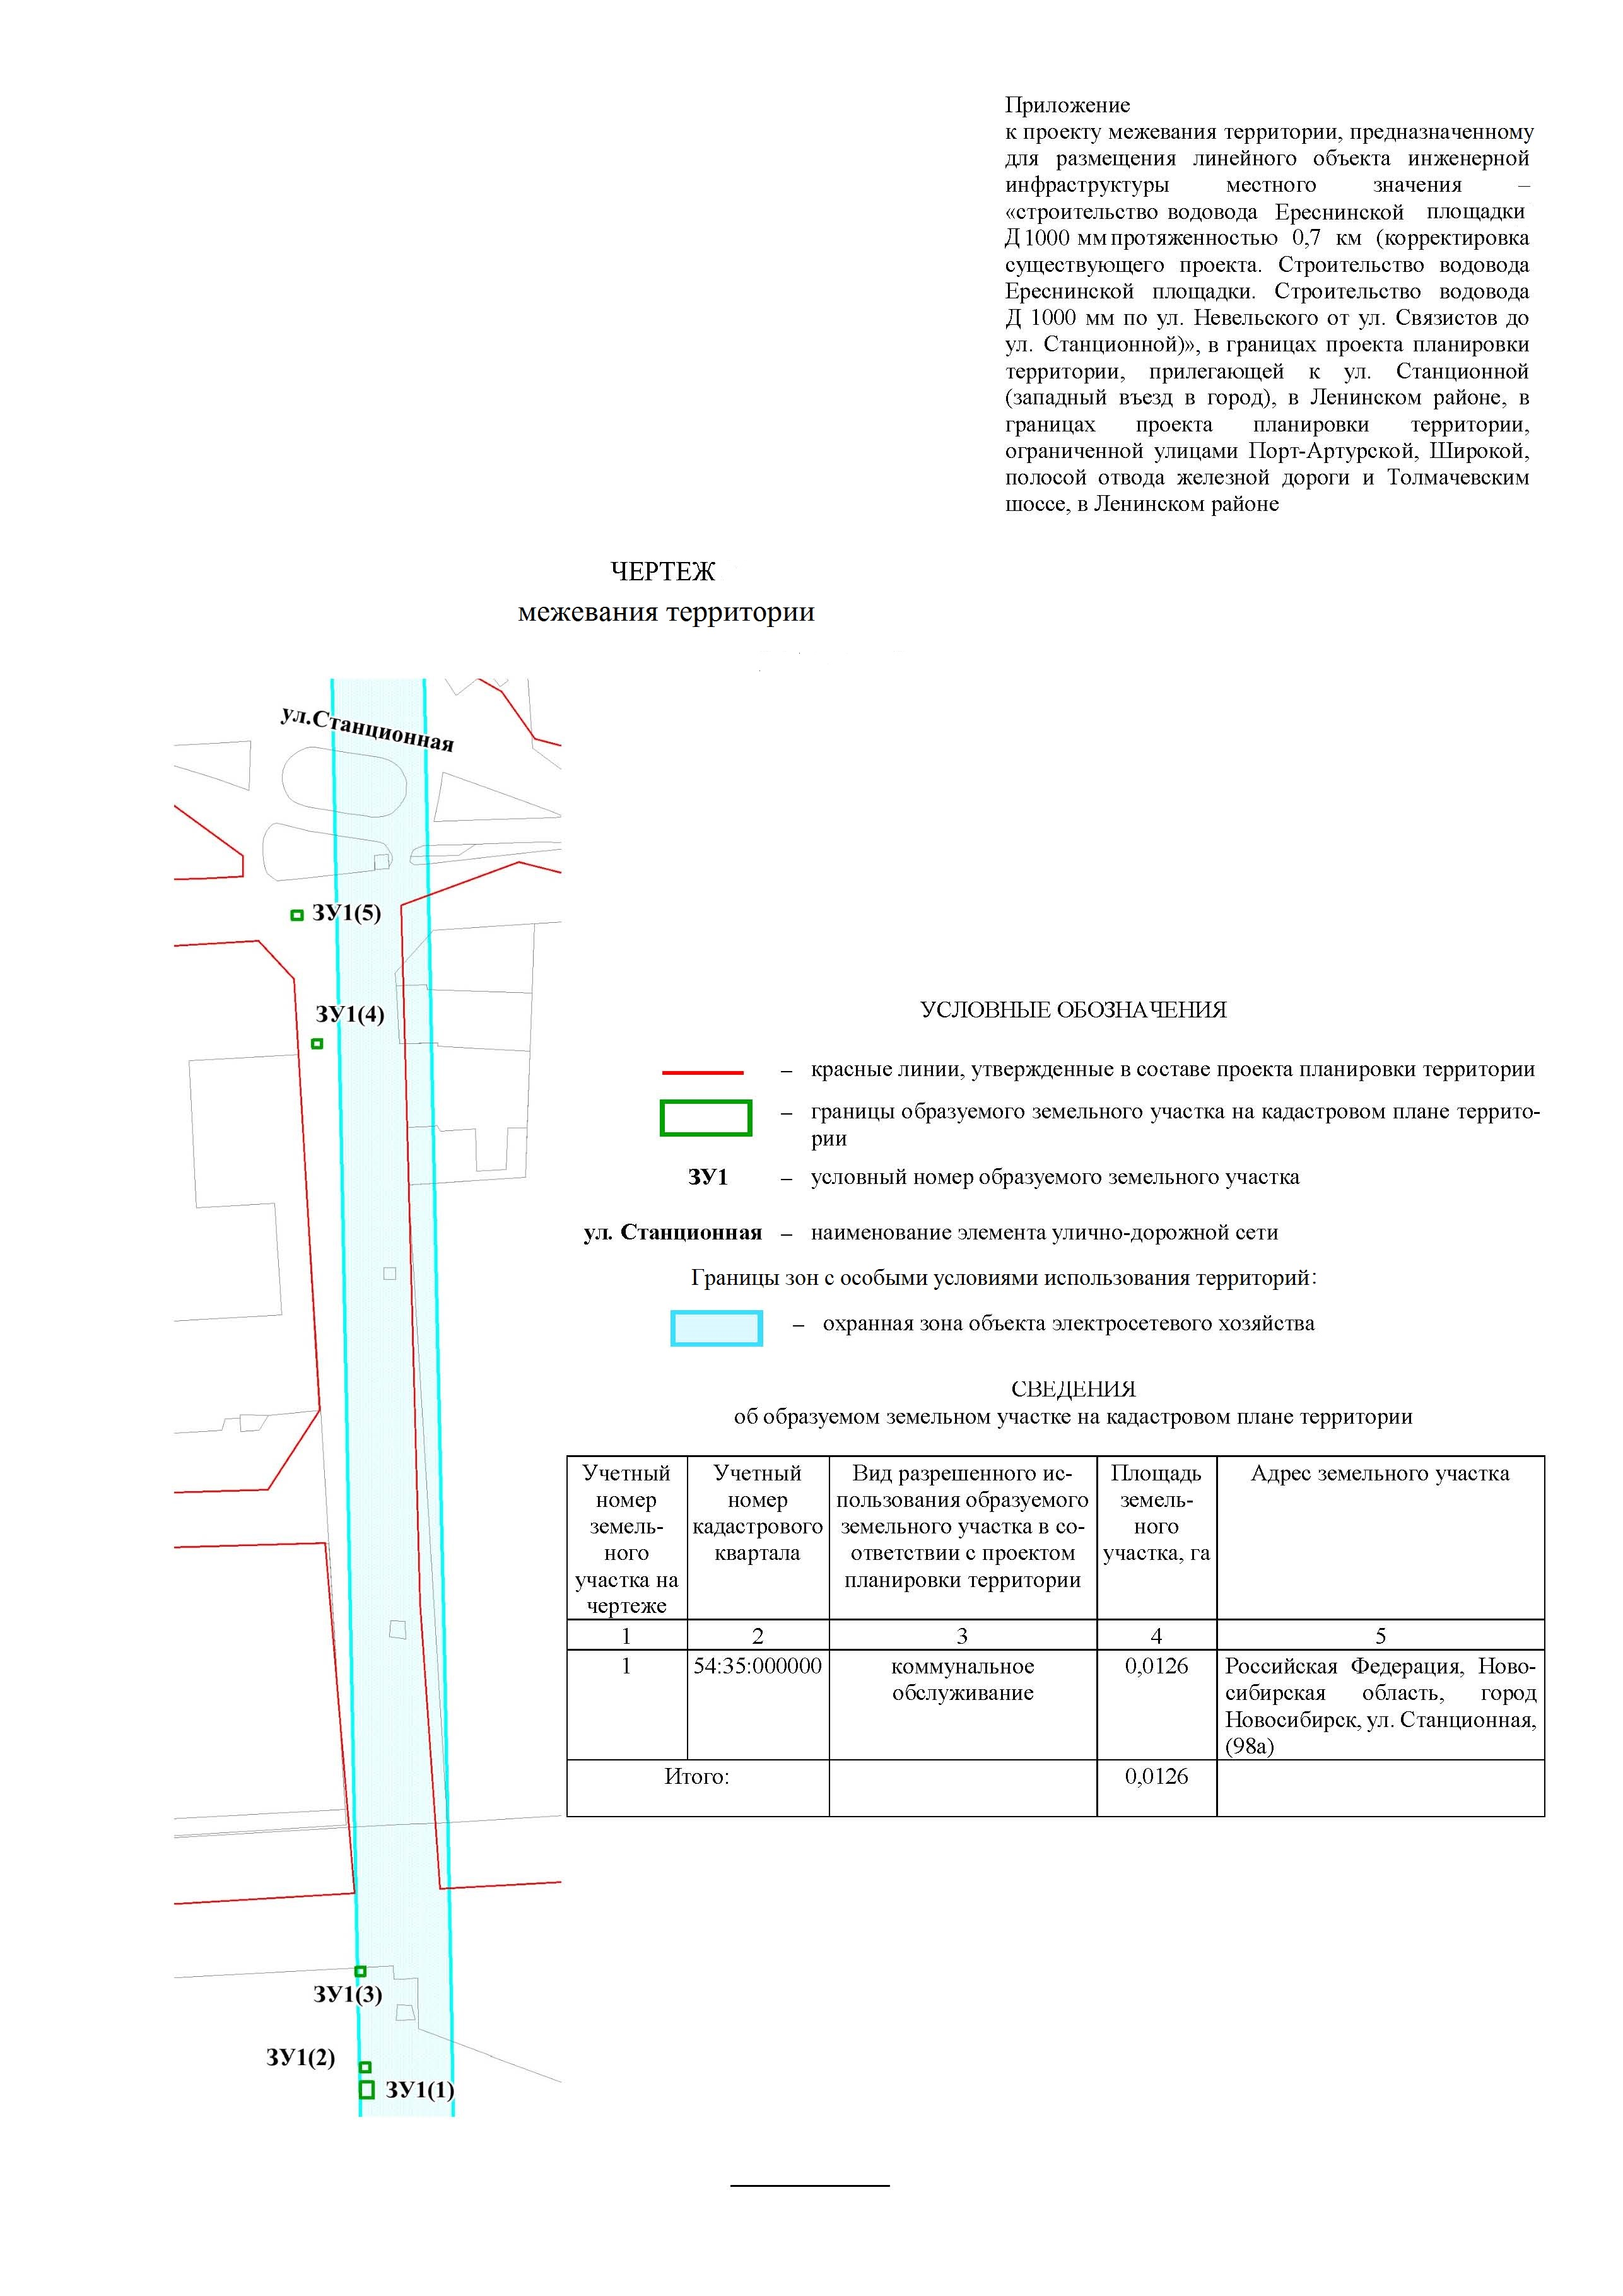 Приложение
к проекту межевания территории, предназначенному
для размещения линейного объекта инженерной
инфраструктуры местного значения –
«строительство водовода Ереснинской площадки
Д 1000 мм протяженностью 0,7 км (корректировка
существующего проекта. Строительство водовода
Ереснинской площадки. Строительство водовода
Д 1000 мм по ул. Невельского от ул. Связистов до
ул. Станционной)», в границах проекта планировки
территории, прилегающей к ул. Станционной
(западный въезд в город), в Ленинском районе, в
границах проекта планировки территории,
ограниченной улицами Порт-Артурской, Широкой,
полосой отвода железной дороги и Толмачевским
шоссе, в Ленинском районе
ЧЕРТЕЖ
межевания территории
ул.Станционная
ЗУ1(5)
ЗУ1(4)
ЗУ1(3)
ЗУ1(2)
ЗУ1(1)
УСЛОВНЫЕ ОБОЗНАЧЕНИЯ
– красные линии, утвержденные в составе проекта планировки территории
– границы образуемого земельного участка на кадастровом плане террито-
рии
ЗУ1 – условный номер образуемого земельного участка
ул. Станционная – наименование элемента улично-дорожной сети
Границы зон с особыми условиями использования территорий:
– охранная зона объекта электросетевого хозяйства
СВЕДЕНИЯ
об образуемом земельном участке на кадастровом плане территории
Учетный
номер
земель-
ного
участка на
чертеже
Учетный
номер
кадастрового
квартала
Вид разрешенного ис-
пользования образуемого
земельного участка в со-
ответствии с проектом
планировки территории
Площадь
земель-
ного
участка, га
Адрес земельного участка
1 2 3 4 5
1
54:35:000000
коммунальное
обслуживание
0,0126
Российская Федерация, Ново-
сибирская область, город
Новосибирск, ул. Станционная,
(98а)
Итого: 0,0126